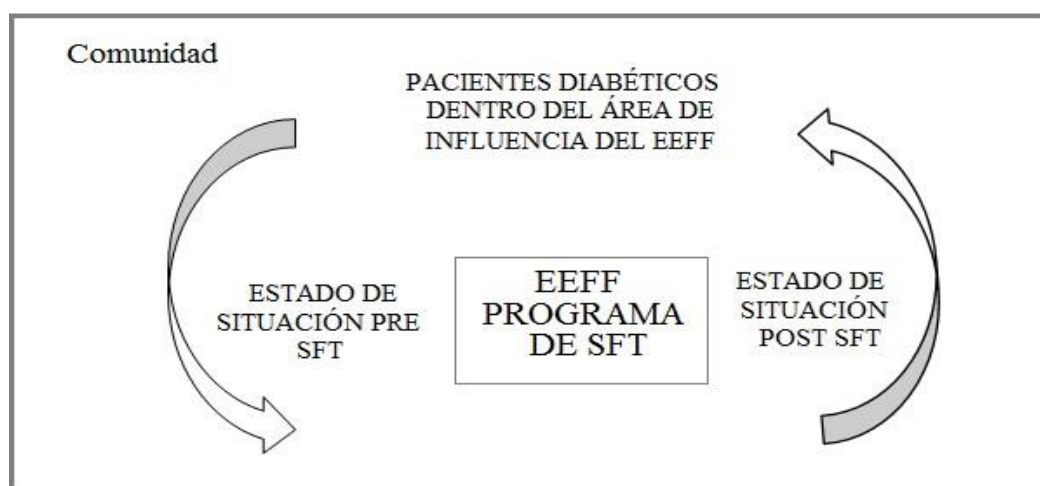 Comunidad
PACIENTES DIABÉTICOS
DENTRO DEL ÁREA DE
INFLUENCIA DEL EEFF
ESTADO DE
SITUACIÓN PRE
SFT
EEFF
PROGRAMA
DE SFT
ESTADO DE
SITUACIÓN
POST SFT